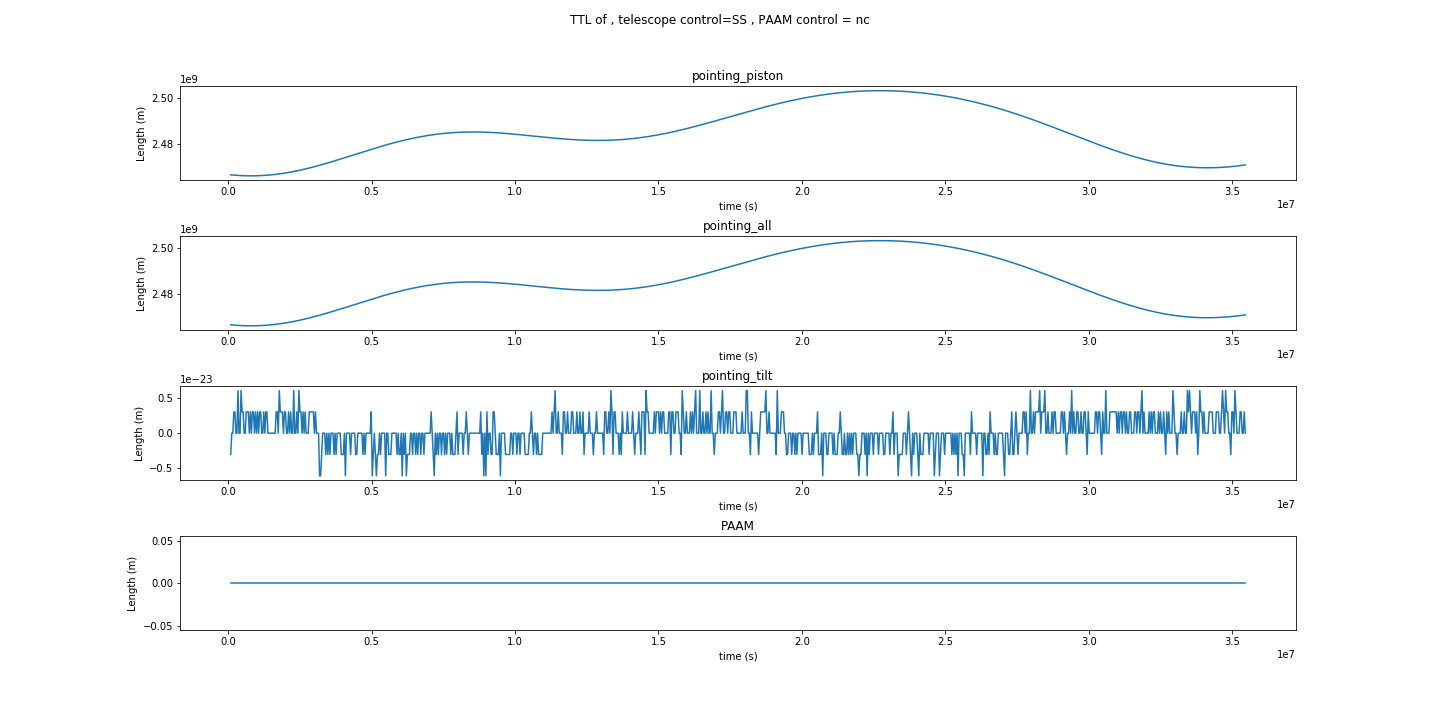 TTL of , telescope control=SS , PAAM control = nc
pointing_piston
1e9
2.50
2.48
Length (m)
0.0 0.5 1.0 1.5 2.0 2.5 3.0 3.5
time (s)
1e7
pointing_all
1e9
2.50
2.48
Length (m)
0.0 0.5 1.0 1.5 2.0 2.5 3.0 3.5
time (s)
1e7
pointing_tilt
1e−23
0.5
0.0
−0.5
Length (m)
0.0 0.5 1.0 1.5 2.0 2.5 3.0 3.5
time (s)
1e7
PAAM
0.05
0.00
−0.05
Length (m)
0.0 0.5 1.0 1.5 2.0 2.5 3.0 3.5
time (s)
1e7